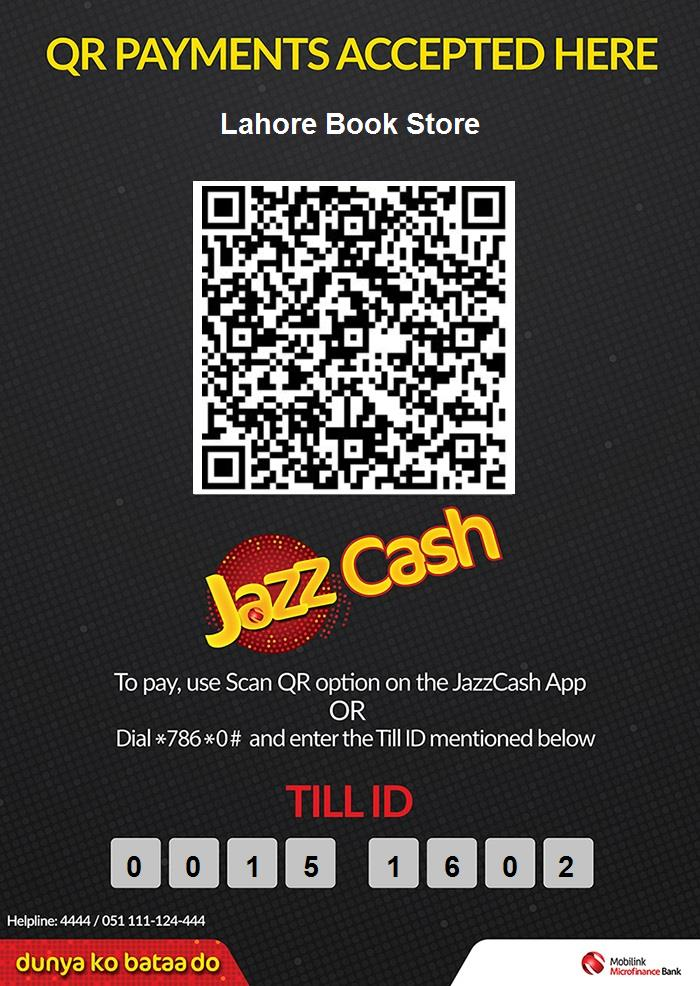 QR PAYMENTS ACCEPTED HERE
Lahore Book Store
Jazz Cash
To pay, use Scan QR option on the JazzCash App
OR
Dial *786*0# and enter the Till ID mentioned below
TILL ID
0 0 1 5 1 6 0 2
Helpline: 4444 / 051 111-124-444
dunya ko bataa do
Mobilink
Microfinance Bank